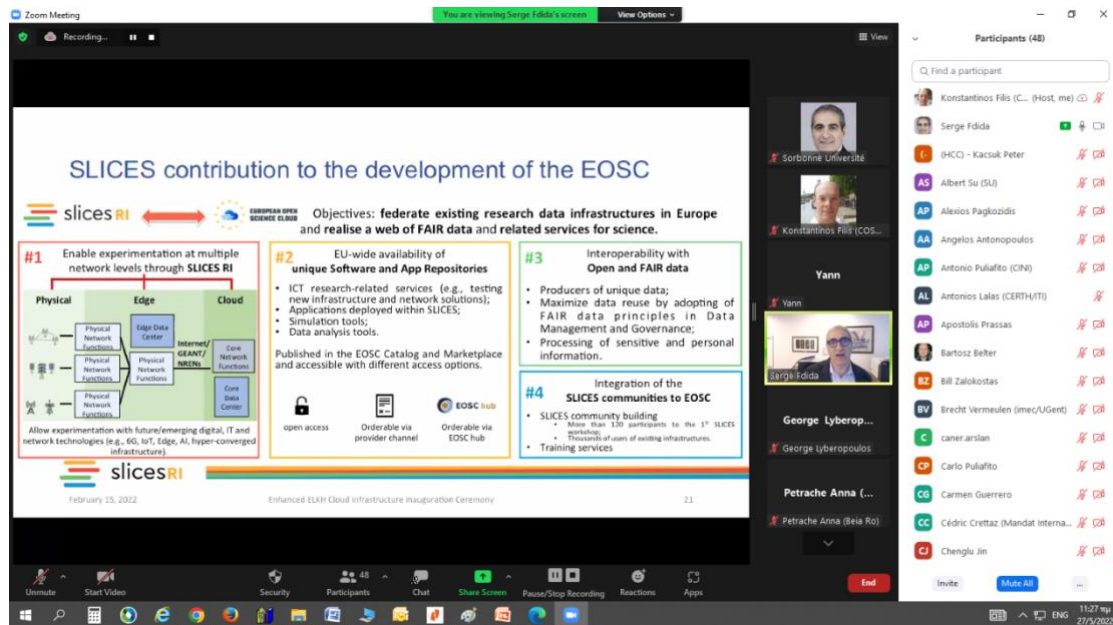 Zoom Meeting
You are viewing Serge Fdida's screen
View Options
Recording...
View
SLICES contribution to the development of the EOSC
slices RI
EUROPEAN OPEN
SCIENCE CLOUD
Objectives: federate existing research data infrastructures in Europe
and realise a web of FAIR data and related services for science.
#1 Enable experimentation at multiple
network levels through SLICES RI
Physical Edge Cloud
Physical
Network
Functions
Edge Data
Center
Internet/
GEANT/
NRENs
Core
Network
Functions
Physical
Network
Functions
Physical
Network
Functions
Core
Data
Center
Physical
Network
Functions
Allow experimentation with future/emerging digital, IT and
network technologies (e.g., 6G, IoT, Edge, AI, hyper-converged
infrastructure).
#2 EU-wide availability of
unique Software and App Repositories
• ICT research-related services (e.g., testing
new infrastructure and network solutions);
• Applications deployed within SLICES;
• Simulation tools;
• Data analysis tools.
Published in the EOSC Catalog and Marketplace
and accessible with different access options.
EOSC hub
open access
Orderable via
provider channel
Orderable via
EOSC hub
#3 Interoperability with
Open and FAIR data
• Producers of unique data;
• Maximize data reuse by adopting of
FAIR data principles in Data
Management and Governance;
• Processing of sensitive and personal
information.
#4 Integration of the
SLICES communities to EOSC
• SLICES community building
• More than 120 participants to the 1st SLICES
workshop;
• Thousands of users of existing infrastructures.
• Training services
slices RI
February 15, 2022
Enhanced ELKH Cloud Infrastructure Inauguration Ceremony
21
Sorbonne Université
Konstantinos Filis (COS...
Yann
Yann
Serge Fdida
George Lyberop...
George Lyberopoulos
Petrache Anna (...
Petrache Anna (Beia Ro)
Participants (48)
Find a participant
Konstantinos Filis (C... (Host, me)
Serge Fdida
(- (HCC) - Kacsuk Peter
AS Albert Su (SU)
AP Alexios Pagkozidis
AA Angelos Antonopoulos
AP Antonio Puliafito (CINI)
AL Antonios Lalas (CERTH/ITI)
AP Apostolis Prassas
Bartosz Belter
BZ Bill Zalokostas
BV Brecht Vermeulen (imec/UGent)
C caner.arslan
CP Carlo Puliafito
CG Carmen Guerrero
CC Cédric Crettaz (Mandat Interna...
CJ Chenglu Jin
Invite
Mute All
...
Unmute
Start Video
Security
48
Participants
Chat
Share Screen
Pause/Stop Recording
Reactions
Apps
End
ENG
11:27 πμ
27/5/2022